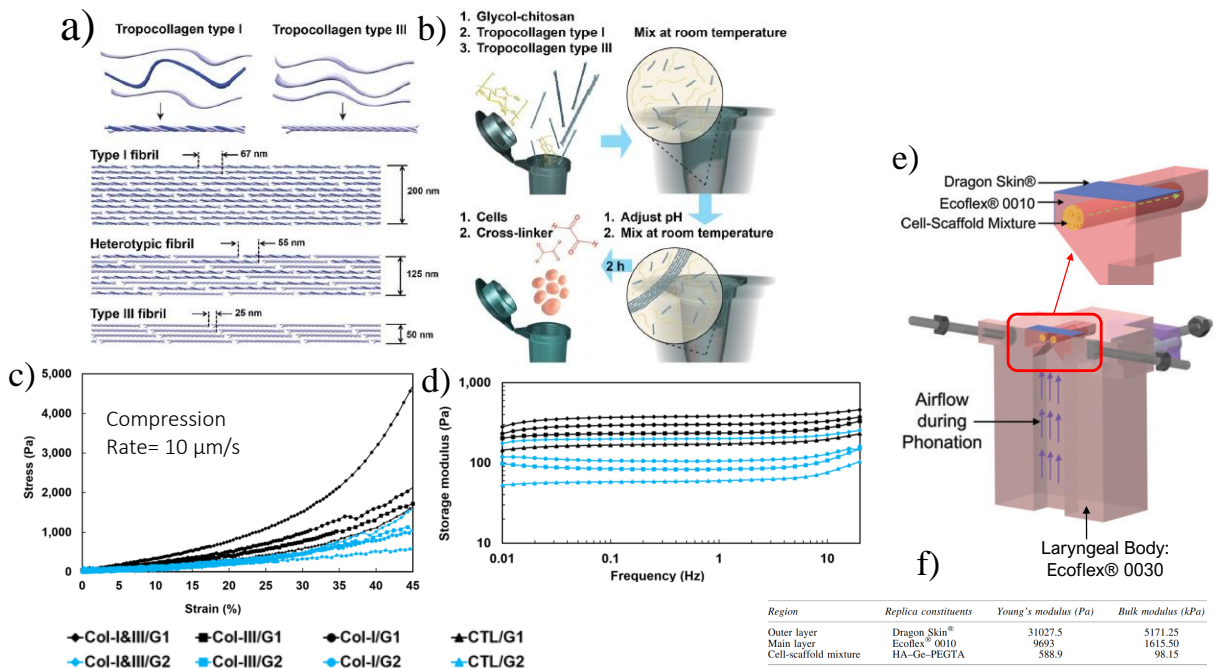 a)
Tropocollagen type I
Tropocollagen type III
Type I fibril
67 nm
200 nm
Heterotypic fibril
55 nm
125 nm
Type III fibril
25 nm
50 nm
b)
1. Glycol-chitosan
2. Tropocollagen type I
3. Tropocollagen type III
Mix at room temperature
1. Cells
2. Cross-linker
1. Adjust pH
2. Mix at room temperature
2 h
H
H
H
H
c)
Compression
Rate= 10 μm/s
5,000
4,000
3,000
2,000
1,000
0
Stress (Pa)
0 5 10 15 20 25 30 35 40 45
Strain (%)
d)
1,000
100
10
Storage modulus (Pa)
0.01 0.1 1 10
Frequency (Hz)
Col-I&III/G1 Col-III/G1 Col-I/G1 CTL/G1
Col-I&III/G2 Col-III/G2 Col-I/G2 CTL/G2
e)
Dragon Skin®
Ecoflex® 0010
Cell-Scaffold Mixture
Airflow
during
Phonation
Laryngeal Body:
Ecoflex® 0030
f)
Region Replica constituents Young's modulus (Pa) Bulk modulus (kPa)
Outer layer Dragon Skin® 31027.5 5171.25
Main layer Ecoflex® 0010 9693 1615.50
Cell-scaffold mixture HA–Ge–PEGTA 588.9 98.15